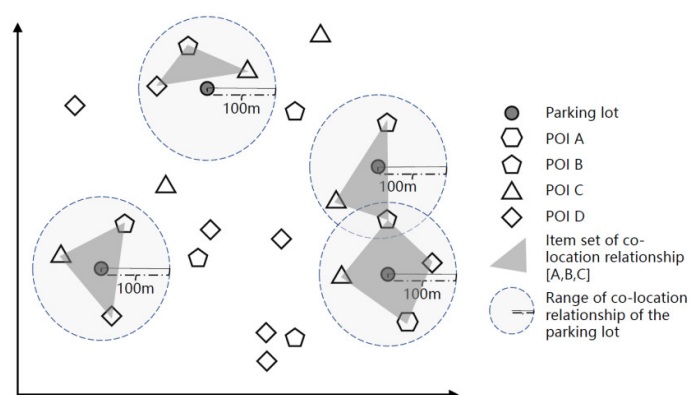 100m
100m
100m
100m
Parking lot
POI A
POI B
POI C
POI D
Item set of co-
location relationship
[A,B,C]
Range of co-location
relationship of the
parking lot